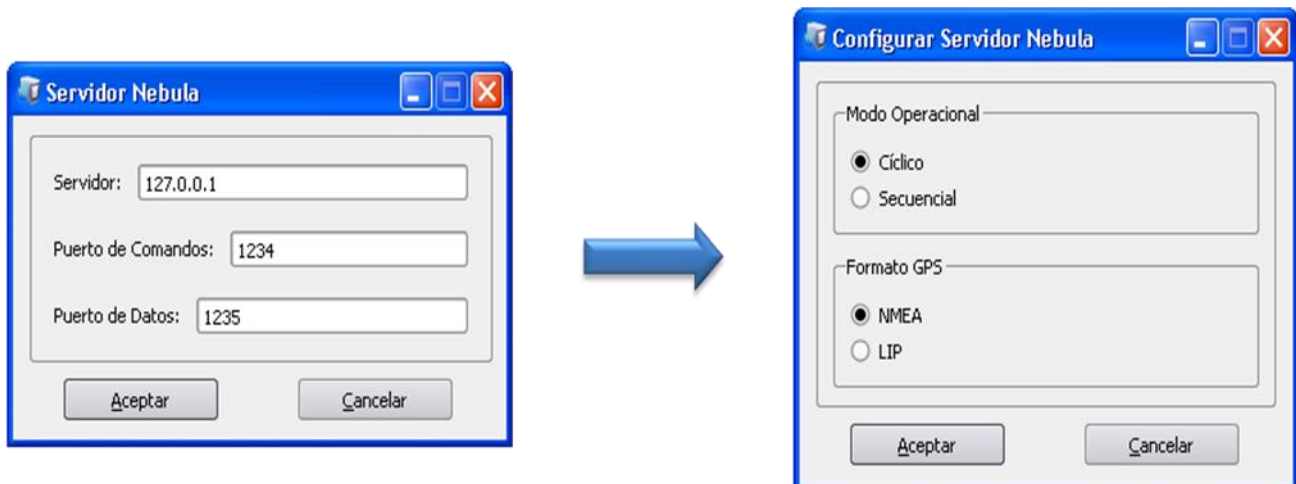 Servidor Nebula
Servidor: 127.0.0.1
Puerto de Comandos: 1234
Puerto de Datos: 1235
Aceptar Cancelar
Configurar Servidor Nebula
Modo Operacional
Cíclico
Secuencial
Formato GPS
NMEA
LIP
Aceptar Cancelar